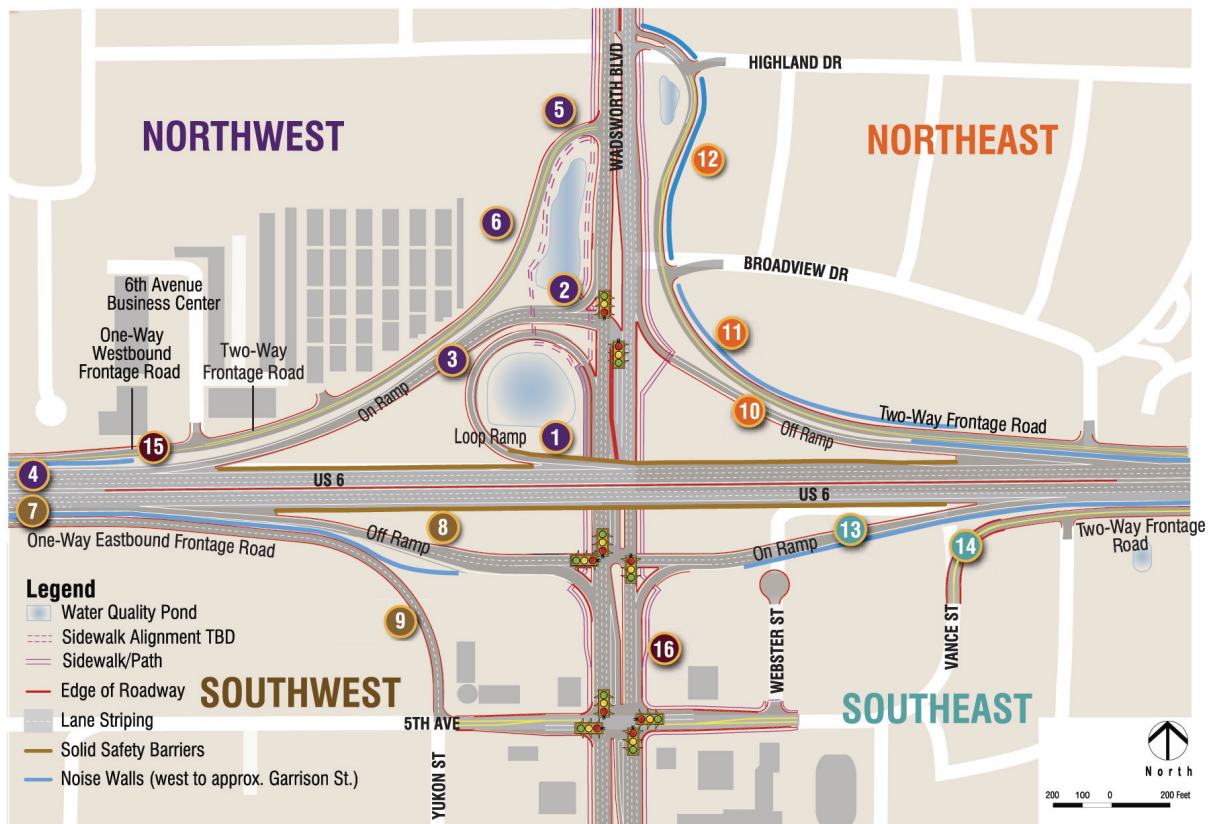 WADSWORTH BLVD
HIGHLAND DR
5
NORTHWEST
NORTHEAST
12
6
BROADVIEW DR
6th Avenue
Business Center
2
One-Way
Westbound
Frontage Road
Two-Way
Frontage Road
11
3
On Ramp
10
Two-Way Frontage Road
Off Ramp
Loop Ramp
1
15
4
US 6
US 6
7
8
One-Way Eastbound Frontage Road
Off Ramp
13
On Ramp
14
Two-Way Frontage
Road
Legend
Water Quality Pond
Sidewalk Alignment TBD
Sidewalk/Path
Edge of Roadway
Lane Striping
Solid Safety Barriers
Noise Walls (west to approx. Garrison St.)
9
16
WEBSTER ST
VANCE ST
SOUTHWEST
SOUTHEAST
5TH AVE
YUKON ST
North
200 100 0 200 Feet